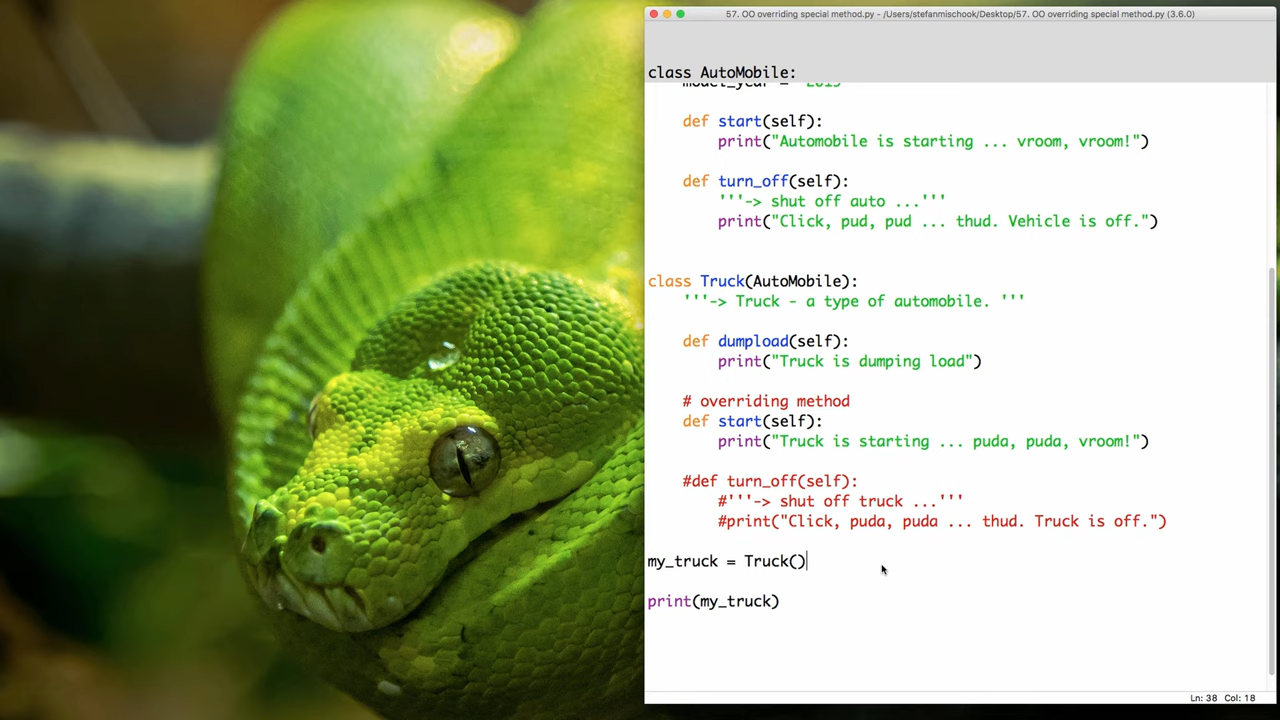 57. OO overriding special method.py - /Users/stefanmischook/Desktop/57. OO overriding special method.py (3.6.0)
class AutoMobile:
model_year = "2015"
def start(self):
print("Automobile is starting ... vroom, vroom!")
def turn_off(self):
'''-> shut off auto ...'''
print("Click, pud, pud ... thud. Vehicle is off.")
class Truck(AutoMobile):
'''-> Truck - a type of automobile. '''
def dumpload(self):
print("Truck is dumping load")
# overriding method
def start(self):
print("Truck is starting ... puda, puda, vroom!")
#def turn_off(self):
#'''-> shut off truck ...'''
#print("Click, puda, puda ... thud. Truck is off.")
my_truck = Truck()
print(my_truck)
Ln: 38 Col: 18